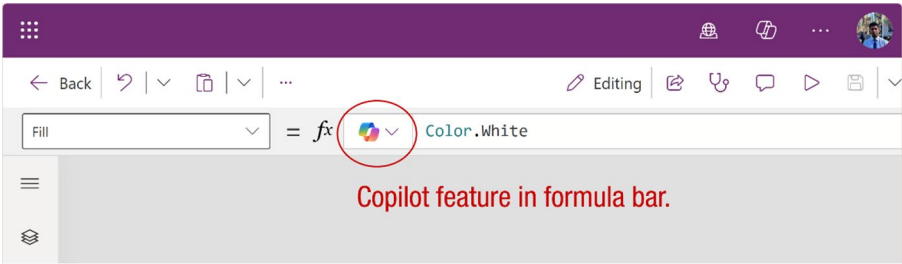 Back
Editing
Fill
= fx
Color.White
Copilot feature in formula bar.